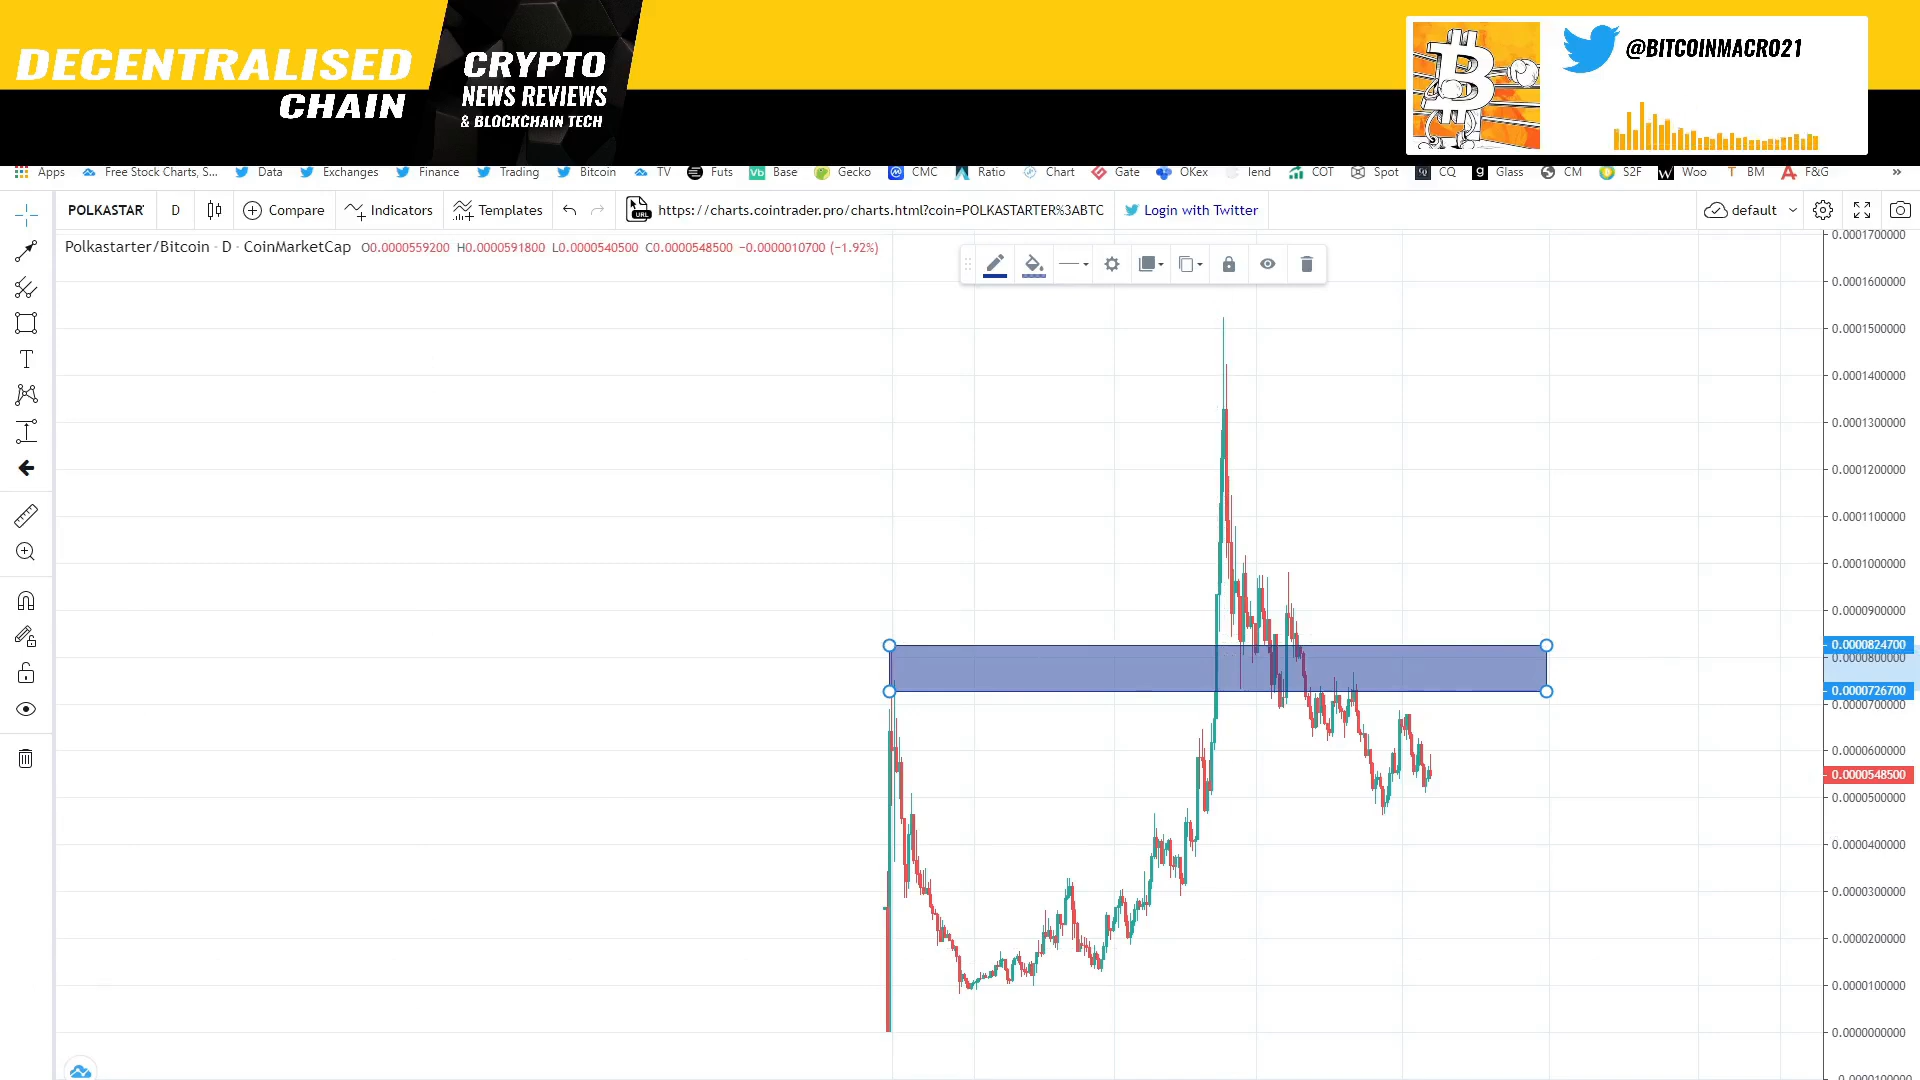 DECENTRALISED
CHAIN
CRYPTO
NEWS REVIEWS
& BLOCKCHAIN TECH
@BITCOINMACRO21
Apps Free Stock Charts, S... Data Exchanges Finance Trading Bitcoin TV Futs Base Gecko CMC Ratio Chart Gate OKex lend COT Spot CQ Glass CM S2F Woo BM F&G »
POLKASTAR D Compare Indicators Templates https://charts.cointrader.pro/charts.html?coin=POLKASTARTER%3ABTC Login with Twitter default
Polkastarter/Bitcoin · D · CoinMarketCap O0.0000559200 H0.0000591800 L0.0000540500 C0.0000548500 −0.0000010700 (−1.92%)
0.0001700000
0.0001600000
0.0001500000
0.0001400000
0.0001300000
0.0001200000
0.0001100000
0.0001000000
0.0000900000
0.0000824700
0.0000800000
0.0000726700
0.0000700000
0.0000600000
0.0000548500
0.0000500000
0.0000400000
0.0000300000
0.0000200000
0.0000100000
0.0000000000